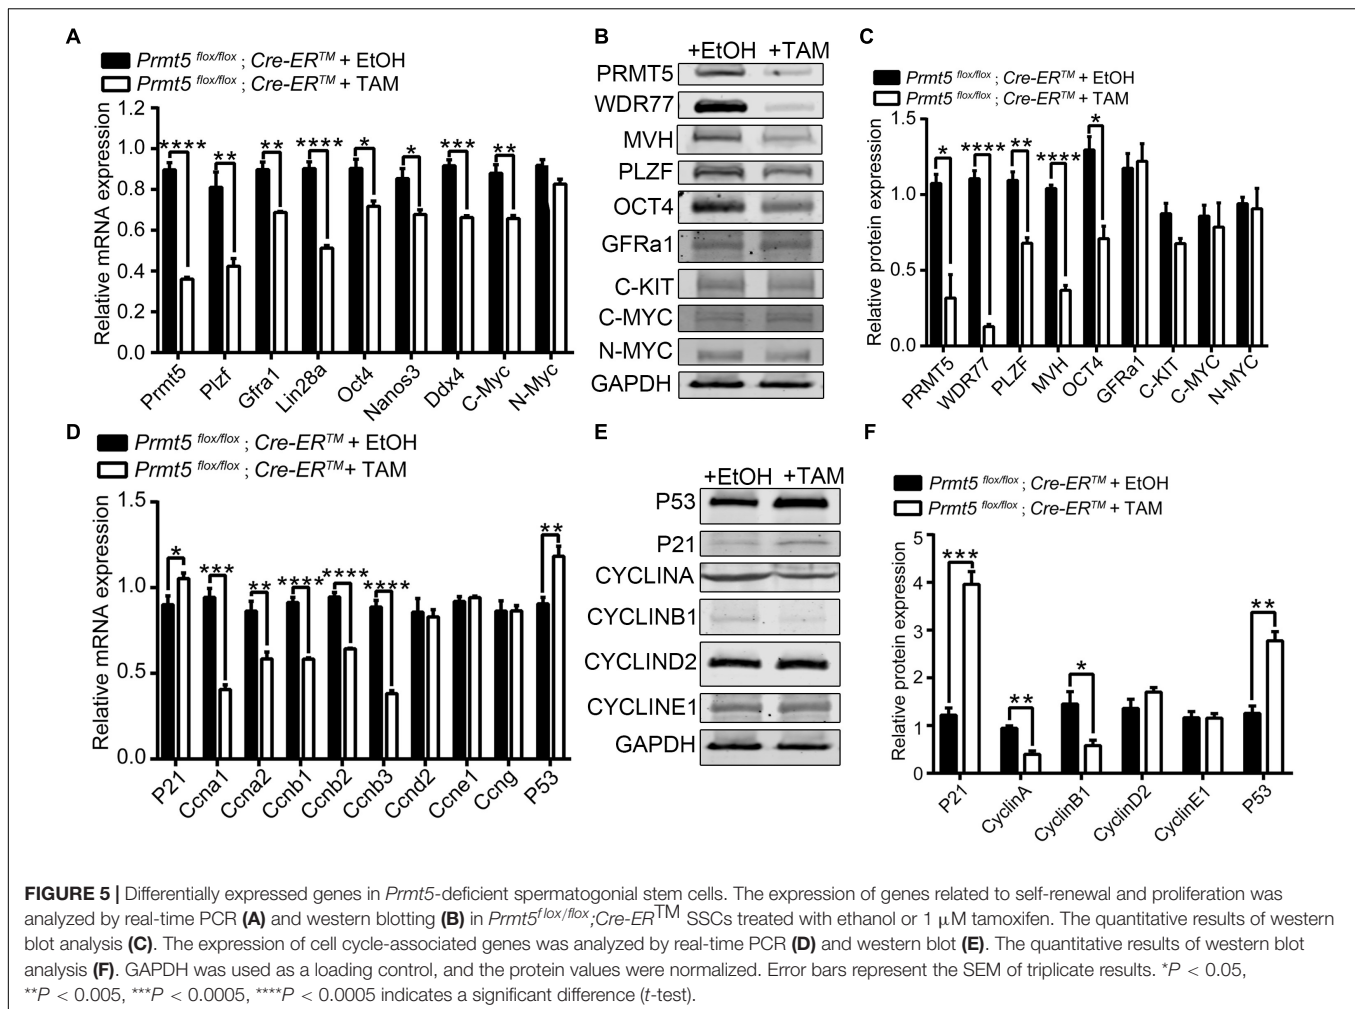 A
Prmt5 flox/flox ; Cre-ER™ + EtOH
Prmt5 flox/flox ; Cre-ER™ + TAM
Relative mRNA expression
1.2
1.0
0.8
0.6
0.4
0.2
0.0
**** ** ** **** * * *** **
Prmt5 Plzf Gfra1 Lin28a Oct4 Nanos3 Ddx4 C-Myc N-Myc
B
+EtOH +TAM
PRMT5
WDR77
MVH
PLZF
OCT4
GFRa1
C-KIT
C-MYC
N-MYC
GAPDH
C
Prmt5 flox/flox ; Cre-ER™ + EtOH
Prmt5 flox/flox ; Cre-ER™ + TAM
Relative protein expression
1.5
1.0
0.5
0.0
* **** ** **** *
PRMT5 WDR77 PLZF MVH OCT4 GFRa1 C-KIT C-MYC N-MYC
D
Prmt5 flox/flox ; Cre-ER™ + EtOH
Prmt5 flox/flox ; Cre-ER™+ TAM
Relative mRNA expression
1.5
1.0
0.5
0.0
* *** ** **** **** **** **
P21 Ccna1 Ccna2 Ccnb1 Ccnb2 Ccnb3 Ccnd2 Ccne1 Ccng P53
E
+EtOH +TAM
P53
P21
CYCLINA
CYCLINB1
CYCLIND2
CYCLINE1
GAPDH
F
Prmt5 flox/flox ; Cre-ER™ + EtOH
Prmt5 flox/flox ; Cre-ER™ + TAM
Relative protein expression
5
4
3
2
1
0
*** ** * **
P21 CyclinA CyclinB1 CyclinD2 CyclinE1 P53
FIGURE 5 | Differentially expressed genes in Prmt5-deficient spermatogonial stem cells. The expression of genes related to self-renewal and proliferation was
analyzed by real-time PCR (A) and western blotting (B) in Prmt5flox/flox;Cre-ER™ SSCs treated with ethanol or 1 μM tamoxifen. The quantitative results of western
blot analysis (C). The expression of cell cycle-associated genes was analyzed by real-time PCR (D) and western blot (E). The quantitative results of western blot
analysis (F). GAPDH was used as a loading control, and the protein values were normalized. Error bars represent the SEM of triplicate results. *P < 0.05,
**P < 0.005, ***P < 0.0005, ****P < 0.0005 indicates a significant difference (t-test).